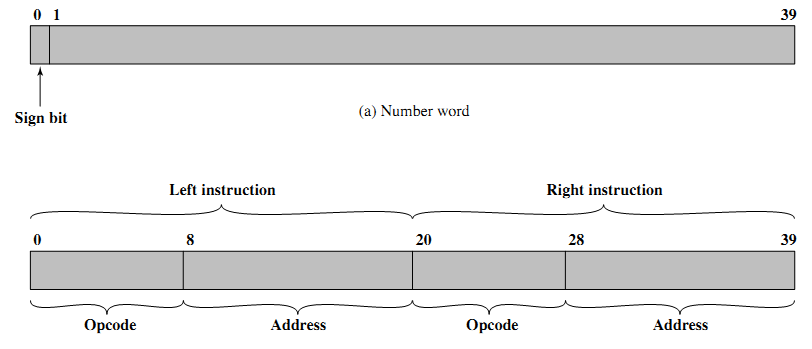 0 1 39
Sign bit
(a) Number word
Left instruction Right instruction
0 8 20 28 39
Opcode Address Opcode Address